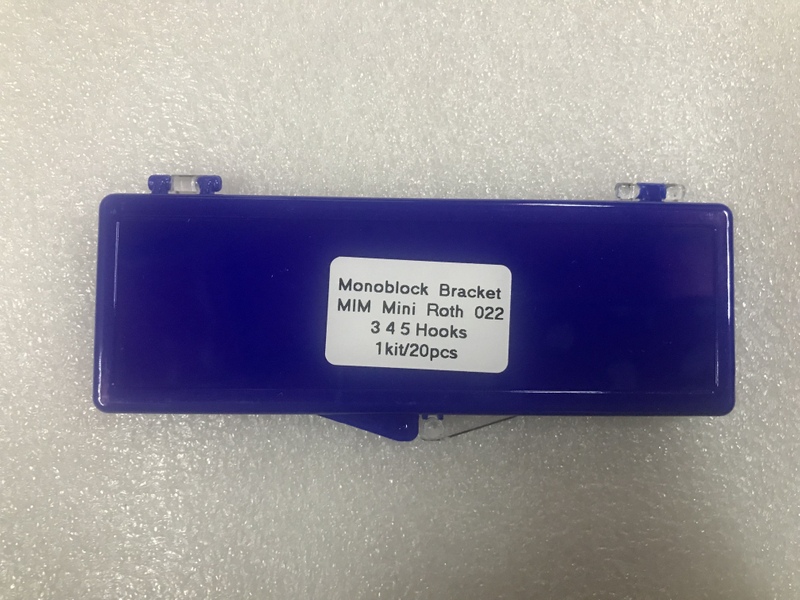 Monoblock Bracket
MIM Mini Roth 022
3 4 5 Hooks
1kit/20pcs